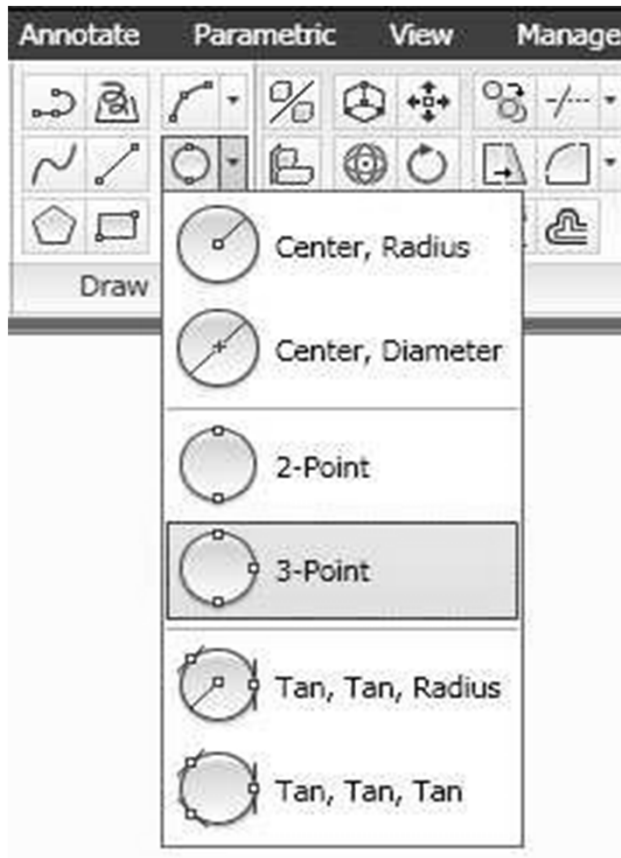 Annotate Parametric View Manage
Draw
Center, Radius
Center, Diameter
2-Point
3-Point
Tan, Tan, Radius
Tan, Tan, Tan